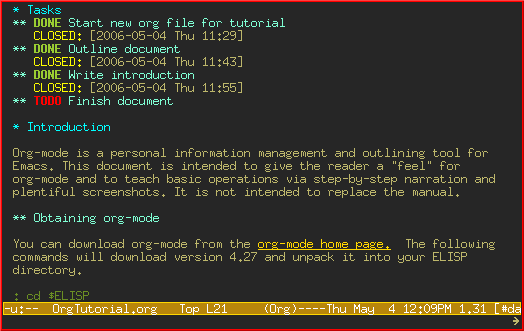 * Tasks
** DONE Start new org file for tutorial
CLOSED: [2006-05-04 Thu 11:29]
** DONE Outline document
CLOSED: [2006-05-04 Thu 11:43]
** DONE Write introduction
CLOSED: [2006-05-04 Thu 11:55]
** TODO Finish document
* Introduction
Org-mode is a personal information management and outlining tool for
Emacs. This document is intended to give the reader a "feel" for
org-mode and to teach basic operations via step-by-step narration and
plentiful screenshots. It is not intended to replace the manual.
** Obtaining org-mode
You can download org-mode from the org-mode home page.  The following
commands will download version 4.27 and unpack it into your ELISP
directory.
: cd $ELISP
-u:--  OrgTutorial.org   Top L21     (Org)----Thu May  4 12:09PM 1.31 [#da